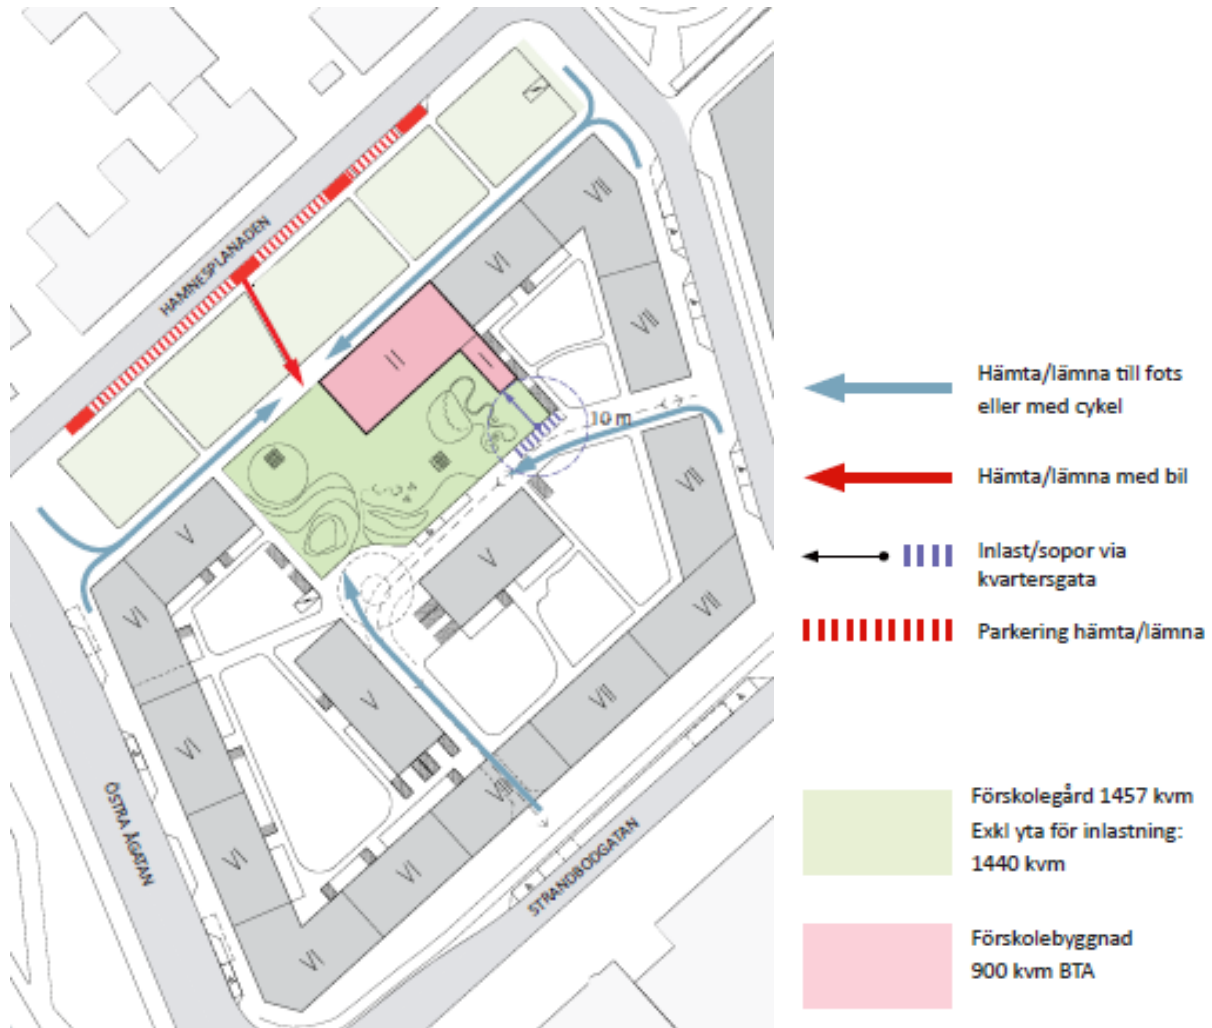 HAMNESPLANADEN
VII
VI
VII
II
I
10 m
VII
V
V
VI
V
VII
VII
VI
VII
VI
VI
VI
ÖSTRA ÅGATAN
STRANDBODGATAN
Hämta/lämna till fots
eller med cykel
Hämta/lämna med bil
Inlast/sopor via
kvartersgata
Parkering hämta/lämna
Förskolegård 1457 kvm
Exkl yta för inlastning:
1440 kvm
Förskolebyggnad
900 kvm BTA